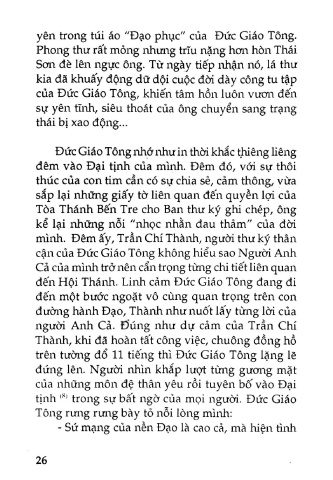 yên trong túi áo “Đạo phục” của Đức Giáo Tông.
Phong thư rất mỏng nhưng trĩu nặng hơn hòn Thái
Sơn đè lên ngực ông. Từ ngày tiếp nhận nó, lá thư
kia đã khuấy động dữ dội cuộc đời dày công tu tập
của Đức Giáo Tông, khiến tâm hồn luôn vươn đến
sự yên tĩnh, siêu thoát của ông chuyển sang trạng
thái bị xao động...
Đức Giáo Tông nhớ như in thời khắc thiêng liêng
đêm vào Đại tịnh của mình. Đêm đó, với sự thôi
thúc của con tim cần có sự chia sẻ, cảm thông, vừa
sắp lại những giấy tờ liên quan đến quyền lợi của
Tòa Thánh Bến Tre cho Ban thư ký ghi chép, ông
kể lại những nỗi “nhọc nhằn đau thảm” của đời
mình. Đêm ấy, Trần Chí Thành, người thư ký thân
cận của Đức Giáo Tông không hiểu sao Người Anh
Cả của mình trở nên cẩn trọng từng chi tiết liên quan
đến Hội Thánh. Linh cảm Đức Giáo Tông đang đi
đến một bước ngoặt vô cùng quan trọng trên con
đường hành Đạo, Thành như nuốt lấy từng lời của
người Anh Cả. Đúng như dự cảm của Trần Chí
Thành, khi đã hoàn tất công việc, chuông đồng hồ
trên tường đổ 11 tiếng thì Đức Giáo Tông lặng lẽ
đứng lên. Người nhìn khắp lượt từng gương mặt
của những môn đệ thân yêu rồi tuyên bố vào Đại
tịnh (8) trong sự bất ngờ của mọi người. Đức Giáo
Tông rưng rưng bày tỏ nỗi lòng mình:
- Sứ mạng của nền Đạo là cao cả, mà hiện tình
26